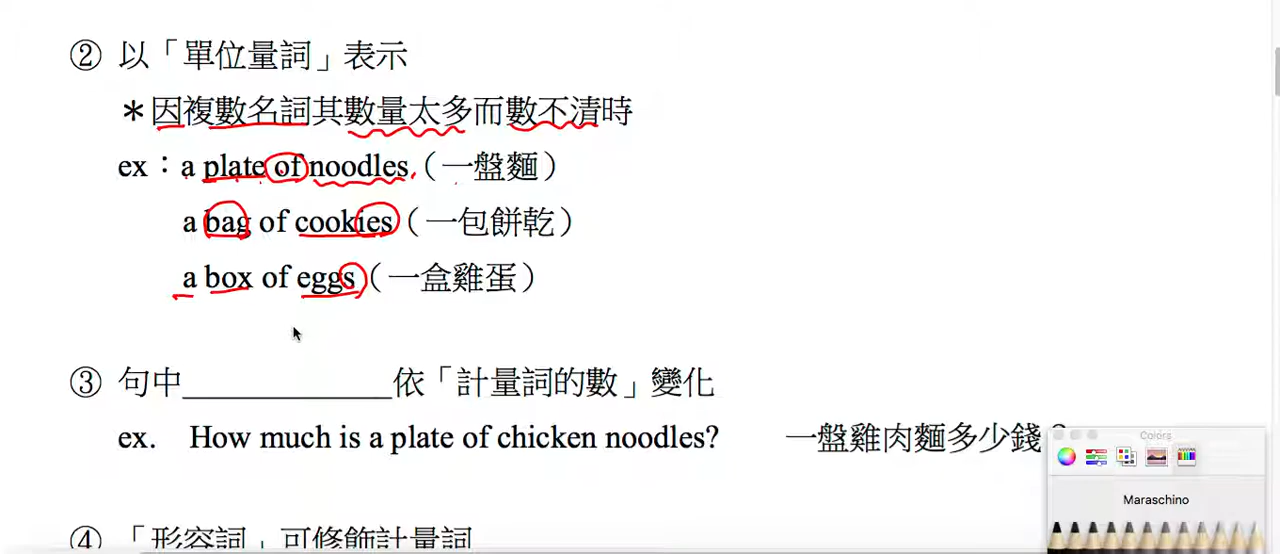 ② 以「單位量詞」表示
＊因複數名詞其數量太多而數不清時
ex：a plate of noodles（一盤麵）
a bag of cookies（一包餅乾）
a box of eggs（一盒雞蛋）
③ 句中_____________依「計量詞的數」變化
ex. How much is a plate of chicken noodles? 一盤雞肉麵多少錢？
Colors
Maraschino
④ 「形容詞」可修飾計量詞